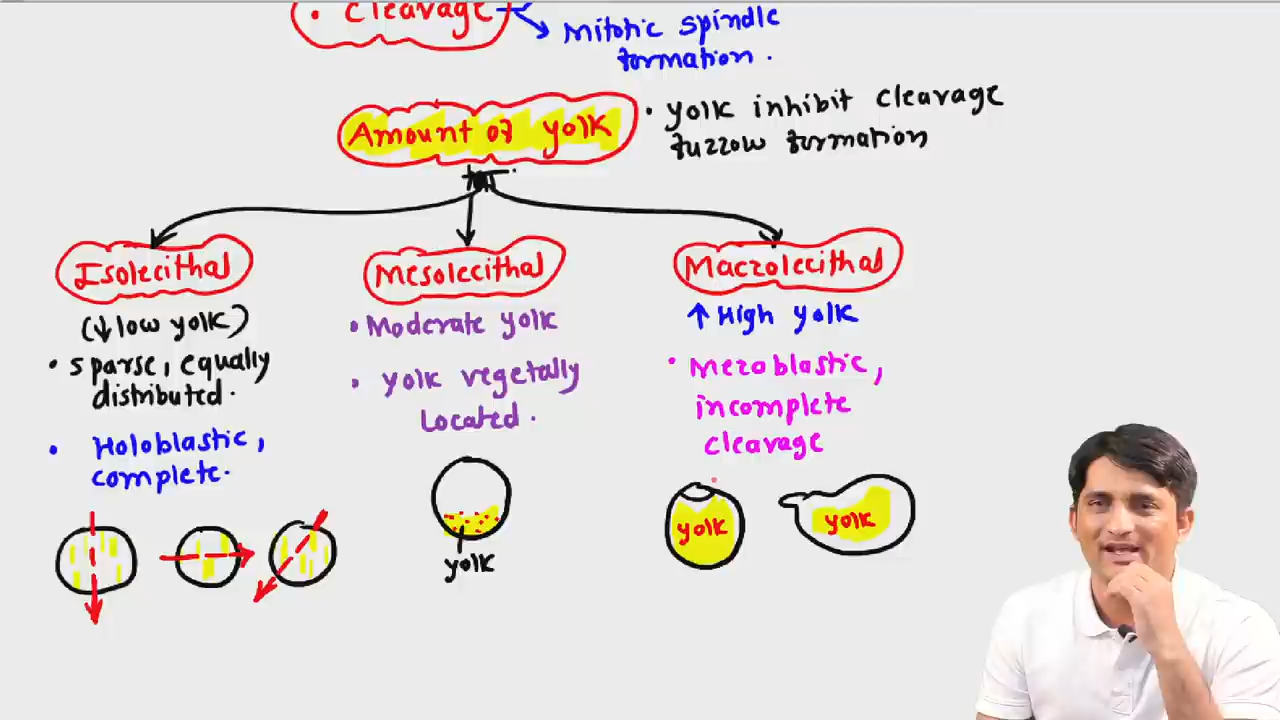 • Cleavage
Mitotic spindle
formation.
Amount of yolk
• Yolk inhibit cleavage
furrow formation
Isolecithal
Mesolecithal
Macrolecithal
(↓ low yolk)
• Sparse, equally
distributed.
• Holoblastic,
complete.
• Moderate yolk
• Yolk vegetally
Located.
yolk
↑ High yolk
• Meroblastic,
incomplete
cleavage
yolk
yolk